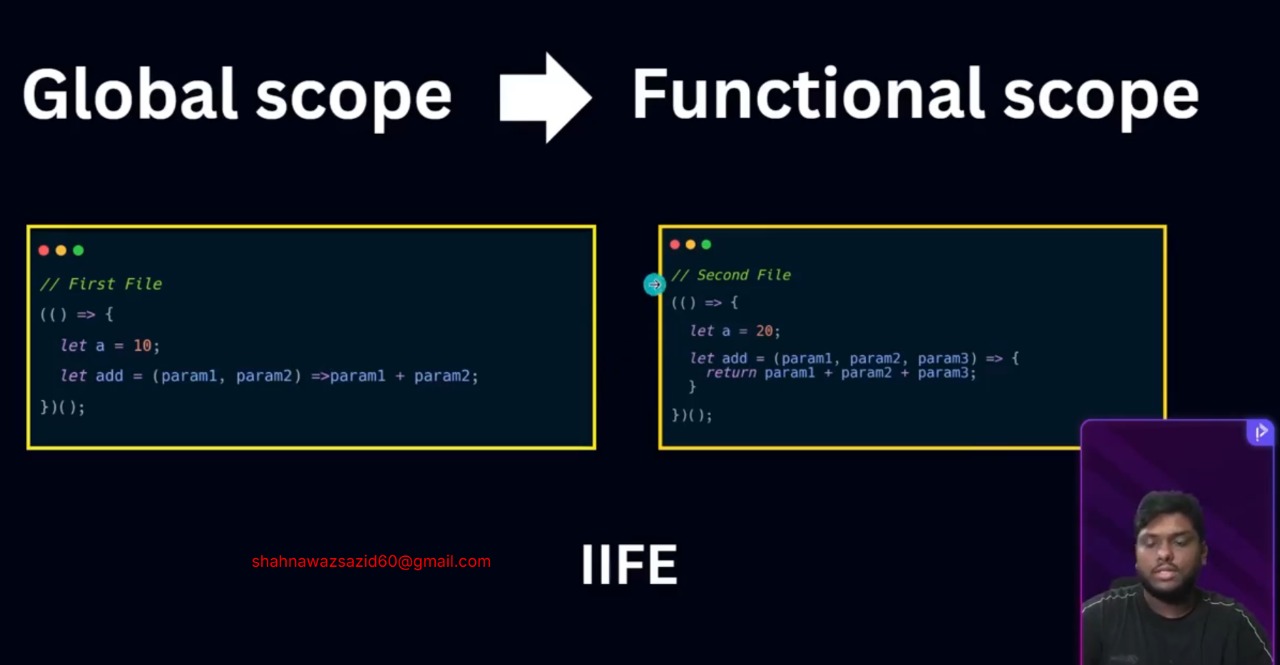 Global scope
Functional scope
// First File
(() => {
let a = 10;
let add = (param1, param2) =>param1 + param2;
})();
// Second File
(() => {
let a = 20;
let add = (param1, param2, param3) => {
return param1 + param2 + param3;
}
})();
shahnawazsazid60@gmail.com
IIFE